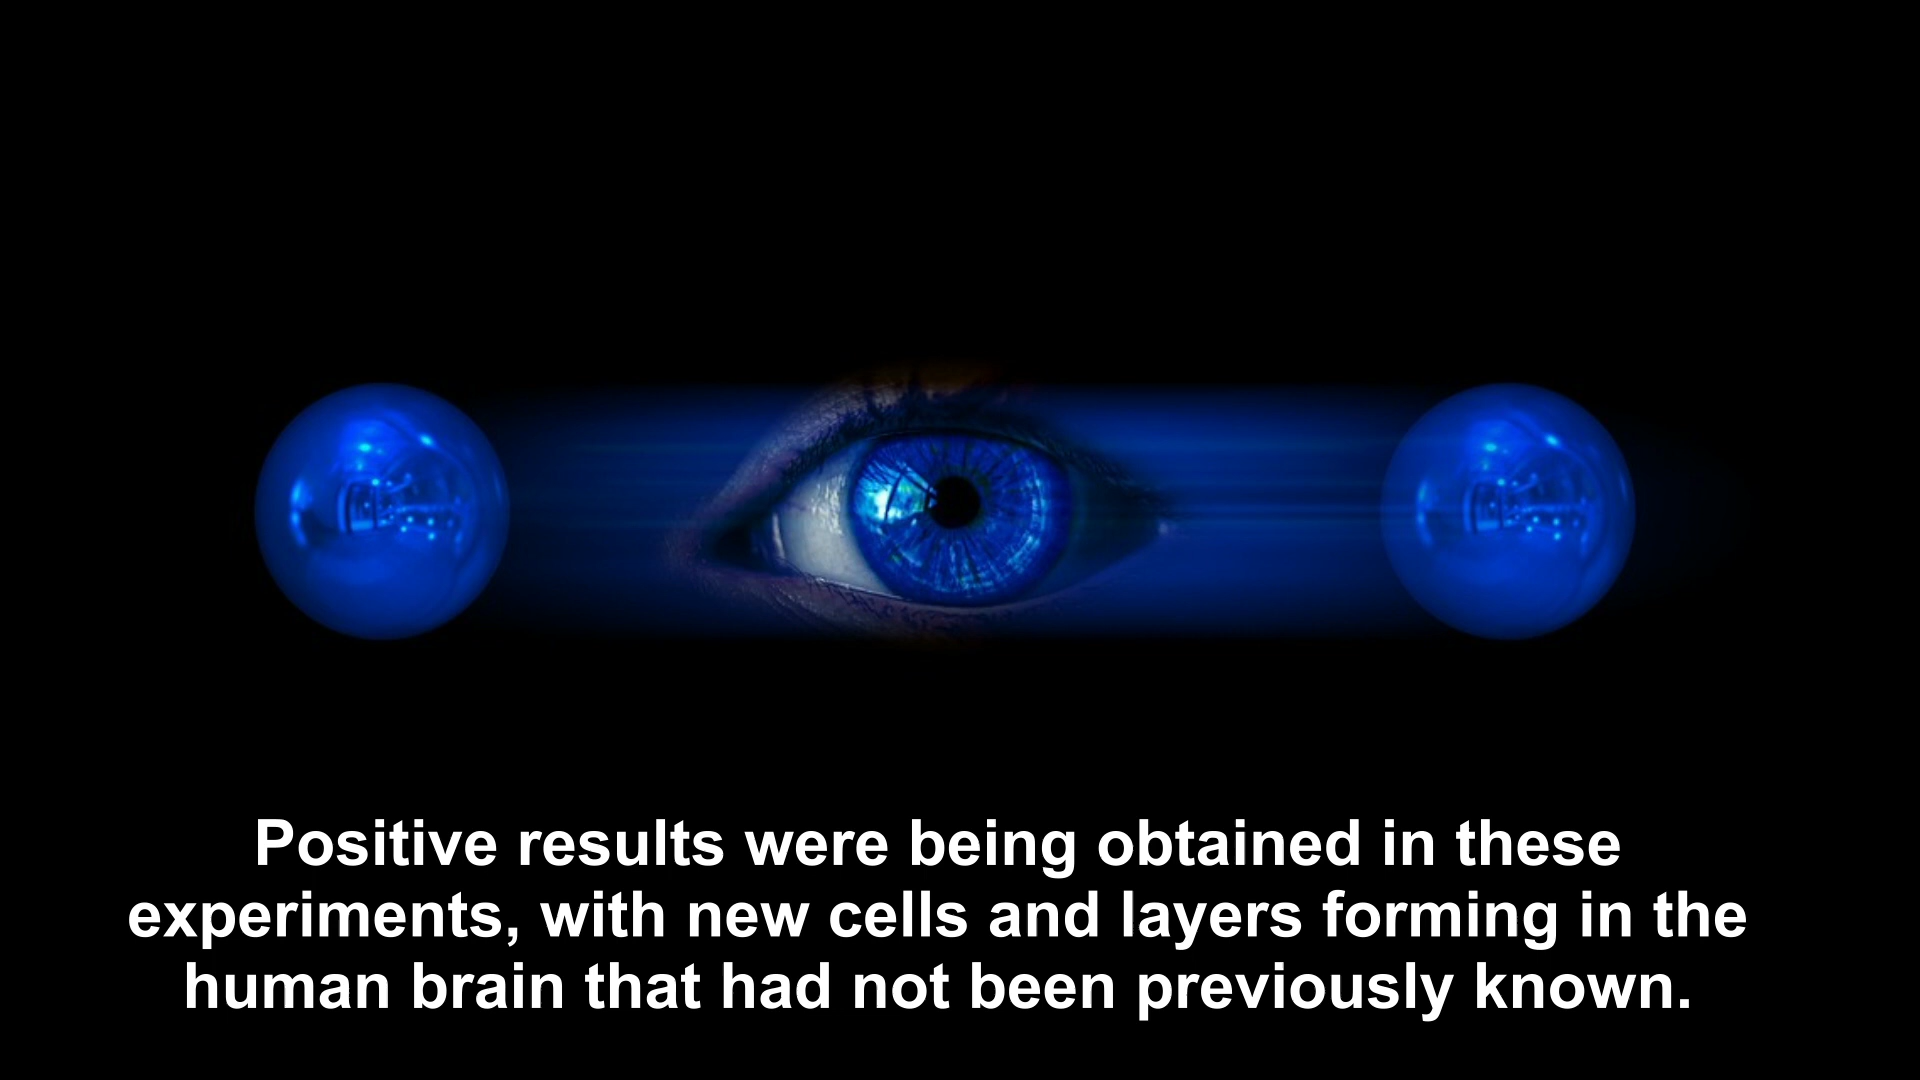 Positive results were being obtained in these
experiments, with new cells and layers forming in the
human brain that had not been previously known.